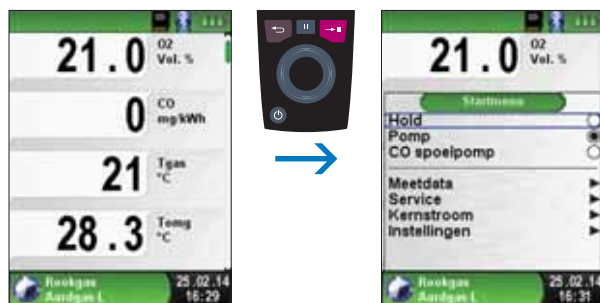 21.0 O2 Vol. %
0 CO mg/kWh
21 Tgas °C
28.3 Tomg °C
Rookgas 25.02.14
Aardgas L 16:29
21.0 O2 Vol. %
Startmenu
Hold
Pomp
CO spoelpomp
Meetdata
Service
Kernstroom
Instellingen
Rookgas 25.02.14
Aardgas L 16:31